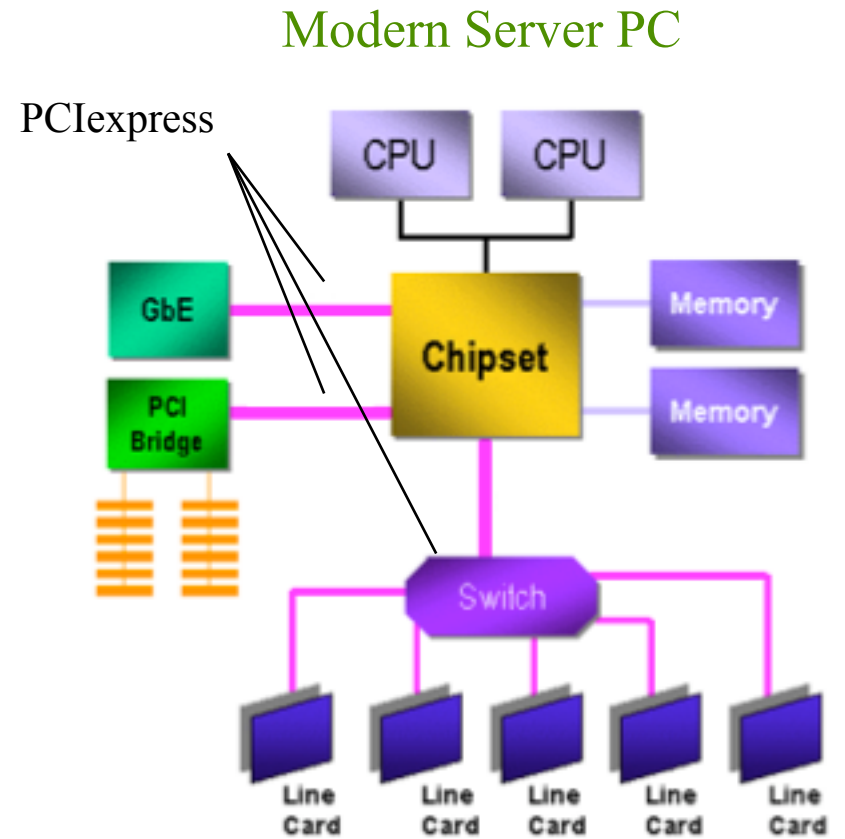 Modern Server PC
PCIexpress
CPU
CPU
GbE
Chipset
Memory
PCI
Bridge
Memory
Switch
Line
Card
Line
Card
Line
Card
Line
Card
Line
Card